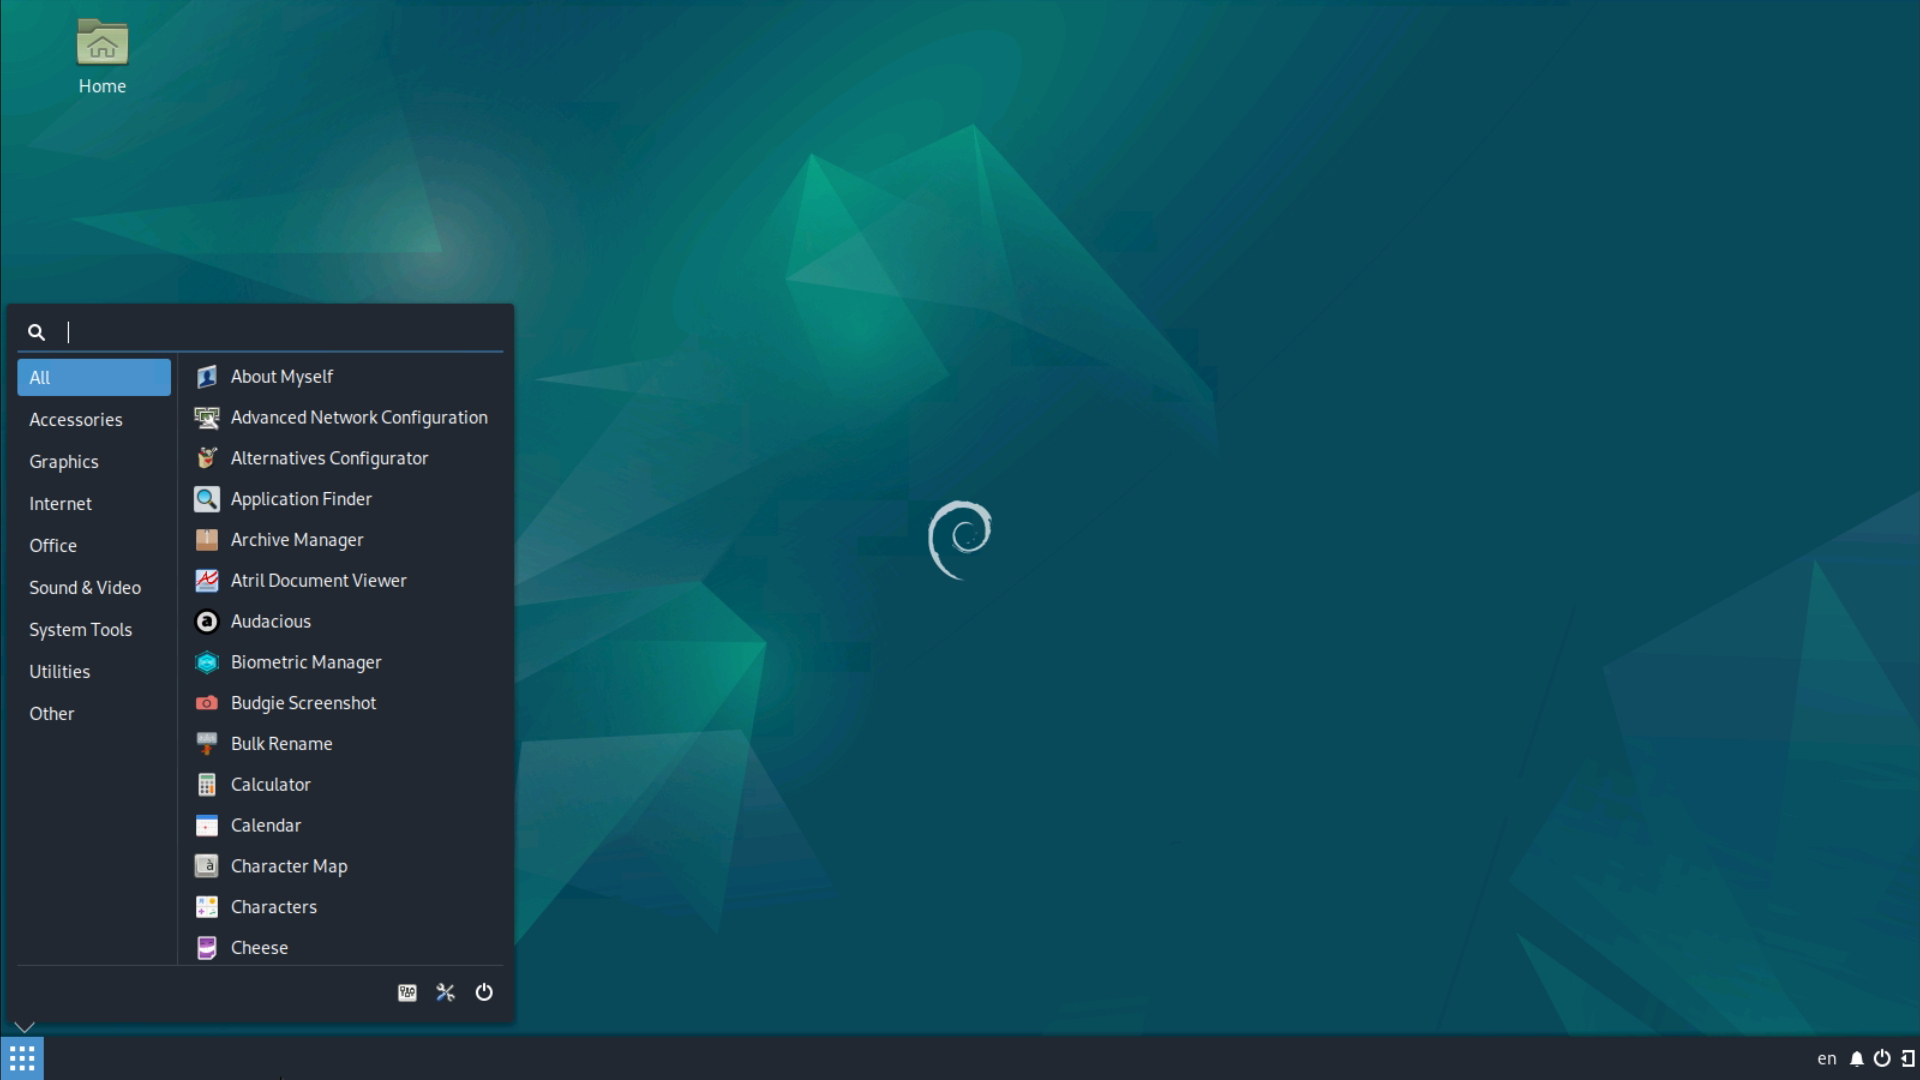 Home
All
Accessories
Graphics
Internet
Office
Sound & Video
System Tools
Utilities
Other
About Myself
Advanced Network Configuration
Alternatives Configurator
Application Finder
Archive Manager
Atril Document Viewer
Audacious
Biometric Manager
Budgie Screenshot
Bulk Rename
Calculator
Calendar
Character Map
Characters
Cheese
en